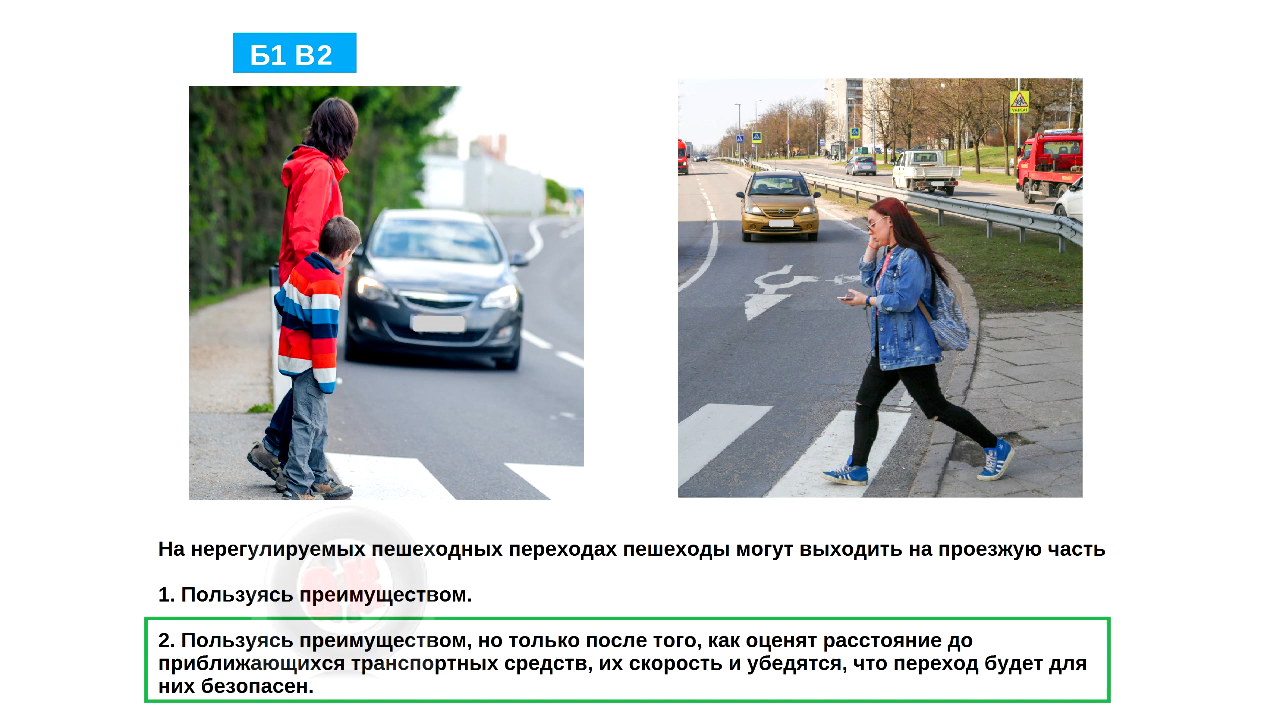 Б1 В2
На нерегулируемых пешеходных переходах пешеходы могут выходить на проезжую часть
1. Пользуясь преимуществом.
2. Пользуясь преимуществом, но только после того, как оценят расстояние до
приближающихся транспортных средств, их скорость и убедятся, что переход будет для
них безопасен.